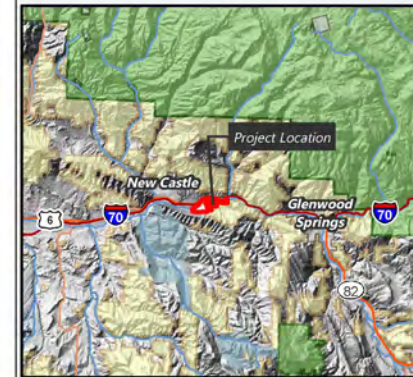 Project Location
New Castle
Glenwood
Springs
6
70
70
82